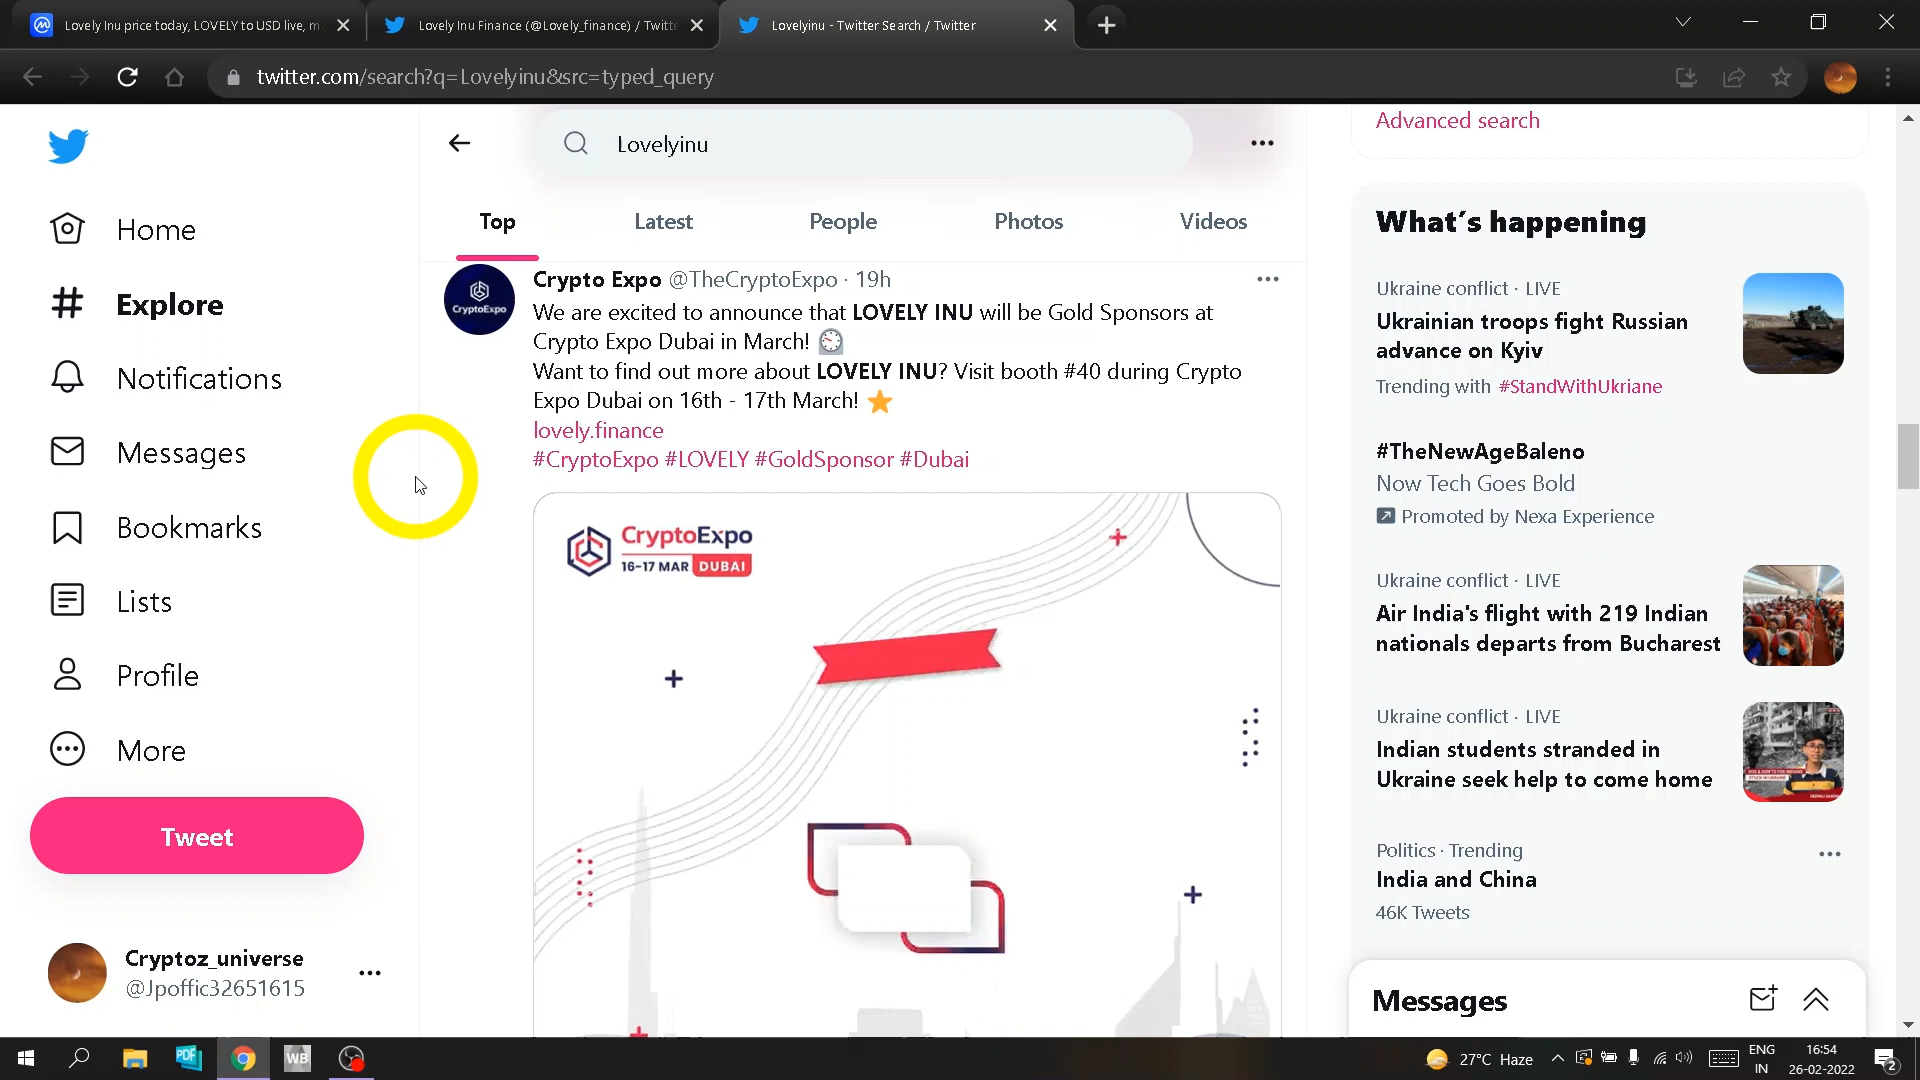 Lovely Inu price today, LOVELY to USD live, m
Lovely Inu Finance (@Lovely_finance) / Twitte
Lovelyinu - Twitter Search / Twitter
twitter.com/search?q=Lovelyinu&src=typed_query
Lovelyinu
Top
Latest
People
Photos
Videos
Home
Explore
Notifications
Messages
Bookmarks
Lists
Profile
More
Tweet
Cryptoz_universe
@Jpoffic32651615
CryptoExpo
Crypto Expo @TheCryptoExpo · 19h
We are excited to announce that LOVELY INU will be Gold Sponsors at
Crypto Expo Dubai in March!
Want to find out more about LOVELY INU? Visit booth #40 during Crypto
Expo Dubai on 16th - 17th March!
lovely.finance
#CryptoExpo #LOVELY #GoldSponsor #Dubai
CryptoExpo
16-17 MAR DUBAI
Advanced search
What's happening
Ukraine conflict · LIVE
Ukrainian troops fight Russian
advance on Kyiv
Trending with #StandWithUkriane
#TheNewAgeBaleno
Now Tech Goes Bold
Promoted by Nexa Experience
Ukraine conflict · LIVE
Air India's flight with 219 Indian
nationals departs from Bucharest
Ukraine conflict · LIVE
Indian students stranded in
Ukraine seek help to come home
Politics · Trending
India and China
46K Tweets
Messages
PDF
WB
27°C Haze
ENG
IN
16:54
26-02-2022
2